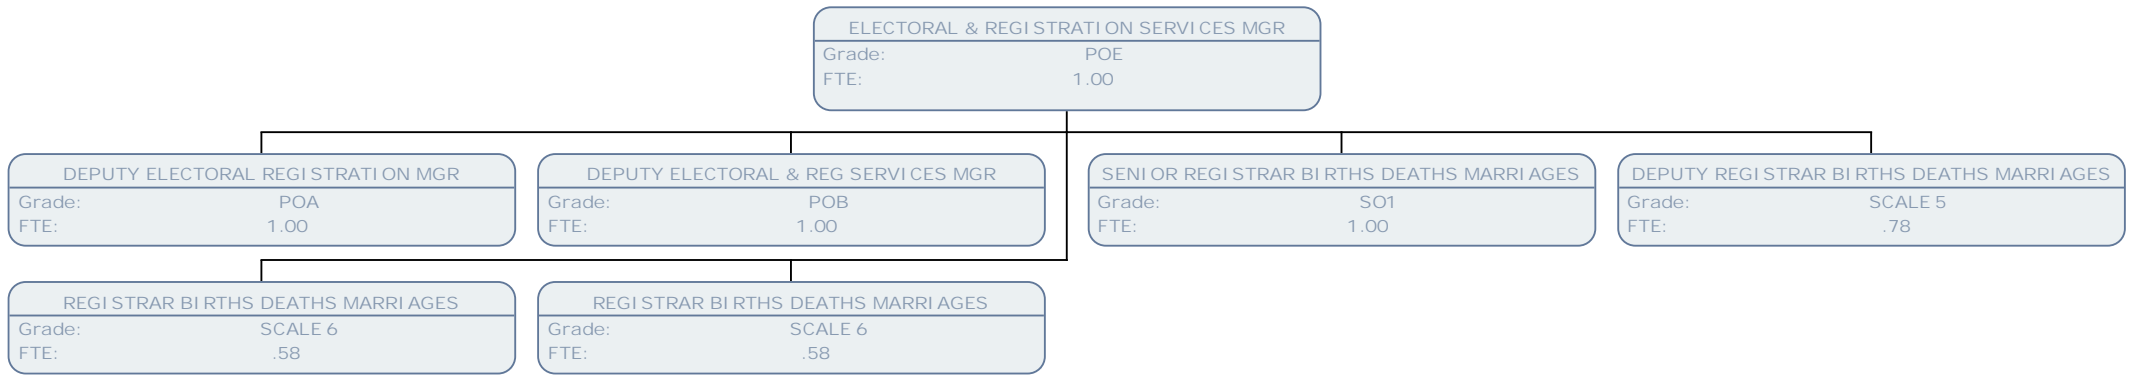 ELECTORAL & REGISTRATION SERVICES MGR
Grade: POE
FTE: 1.00
DEPUTY ELECTORAL REGISTRATION MGR
Grade: POA
FTE: 1.00
DEPUTY ELECTORAL & REG SERVICES MGR
Grade: POB
FTE: 1.00
SENIOR REGISTRAR BIRTHS DEATHS MARRIAGES
Grade: SO1
FTE: 1.00
DEPUTY REGISTRAR BIRTHS DEATHS MARRIAGES
Grade: SCALE 5
FTE: .78
REGISTRAR BIRTHS DEATHS MARRIAGES
Grade: SCALE 6
FTE: .58
REGISTRAR BIRTHS DEATHS MARRIAGES
Grade: SCALE 6
FTE: .58